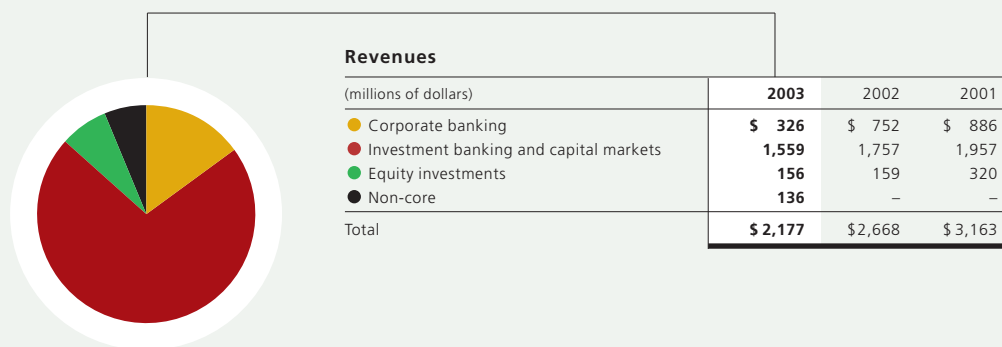 Revenues
(millions of dollars) 2003 2002 2001
Corporate banking $ 326 $ 752 $ 886
Investment banking and capital markets 1,559 1,757 1,957
Equity investments 156 159 320
Non-core 136 – –
Total $2,177 $2,668 $3,163